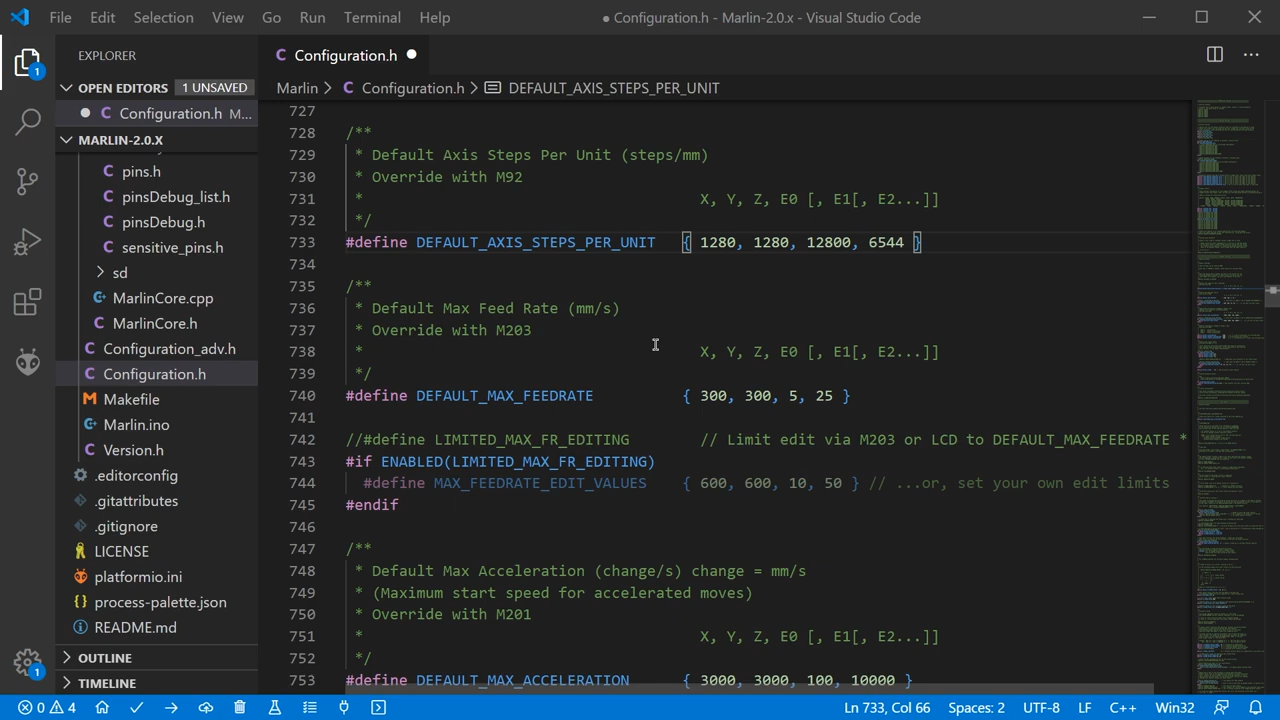 File Edit Selection View Go Run Terminal Help
● Configuration.h - Marlin-2.0.x - Visual Studio Code
EXPLORER
Configuration.h
OPEN EDITORS 1 UNSAVED
Configuration.h M...
MARLIN-2.0.X
pins.h
pinsDebug_list.h
pinsDebug.h
sensitive_pins.h
sd
MarlinCore.cpp
MarlinCore.h
Configuration_adv.h
Configuration.h
Makefile
Marlin.ino
Version.h
.editorconfig
.gitattributes
.gitignore
LICENSE
platformio.ini
process-palette.json
README.md
OUTLINE
TIMELINE
1
1
Marlin > Configuration.h > DEFAULT_AXIS_STEPS_PER_UNIT
727
728 /**
729 * Default Axis Steps Per Unit (steps/mm)
730 * Override with M92
731 * X, Y, Z, E0 [, E1[, E2...]]
732 */
733 #define DEFAULT_AXIS_STEPS_PER_UNIT { 1280, 1280, 12800, 6544 }
734
735 /**
736 * Default Max Feed Rate (mm/s)
737 * Override with M203
738 * X, Y, Z, E0 [, E1[, E2...]]
739 */
740 #define DEFAULT_MAX_FEEDRATE { 300, 300, 5, 25 }
741
742 //#define LIMITED_MAX_FR_EDITING // Limit edit via M203 or LCD to DEFAULT_MAX_FEEDRATE *
743 #if ENABLED(LIMITED_MAX_FR_EDITING)
744 #define MAX_FEEDRATE_EDIT_VALUES { 600, 600, 10, 50 } // ...or, set your own edit limits
745 #endif
746
747 /**
748 * Default Max Acceleration (change/s) change = mm/s
749 * (Maximum start speed for accelerated moves)
750 * Override with M201
751 * X, Y, Z, E0 [, E1[, E2...]]
752 */
753 #define DEFAULT_MAX_ACCELERATION { 3000, 3000, 100, 10000 }
0 4
Ln 733, Col 66 Spaces: 2 UTF-8 LF C++ Win32